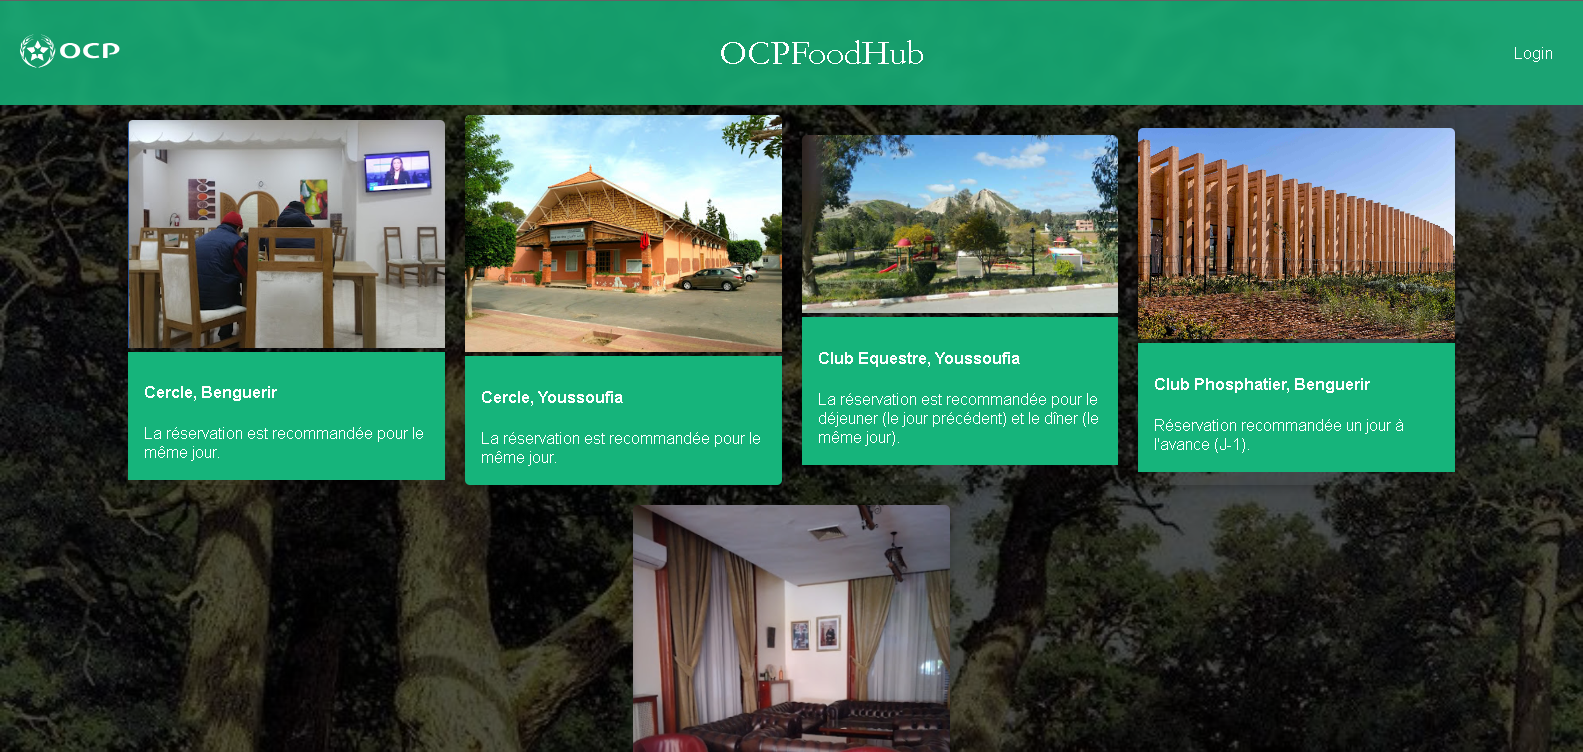 OCP
OCPFoodHub
Login
Cercle, Benguerir
La réservation est recommandée pour le
même jour.
Cercle, Youssoufia
La réservation est recommandée pour le
même jour.
Club Equestre, Youssoufia
La réservation est recommandée pour le
déjeuner (le jour précédent) et le dîner (le
même jour).
Club Phosphatier, Benguerir
Réservation recommandée un jour à
l'avance (J-1).